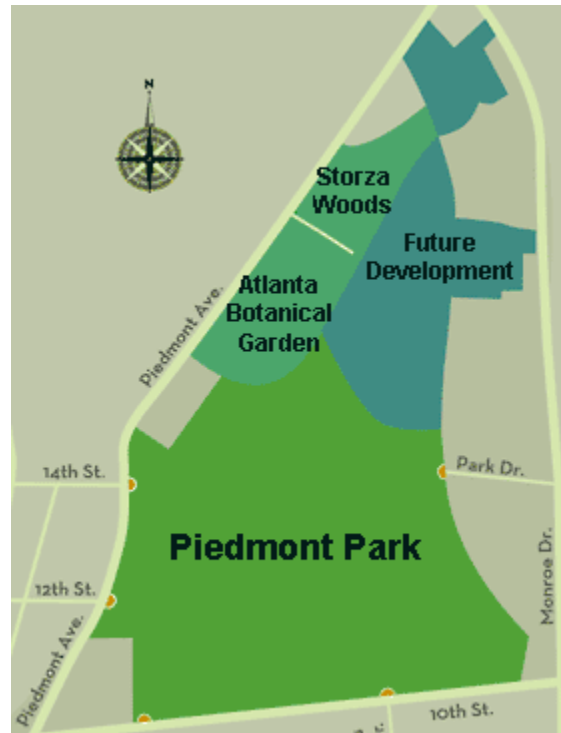 N
Storza
Woods
Future
Development
Atlanta
Botanical
Garden
Piedmont Ave.
14th St.
Park Dr.
Piedmont Park
12th St.
Monroe Dr.
Piedmont Ave.
10th St.